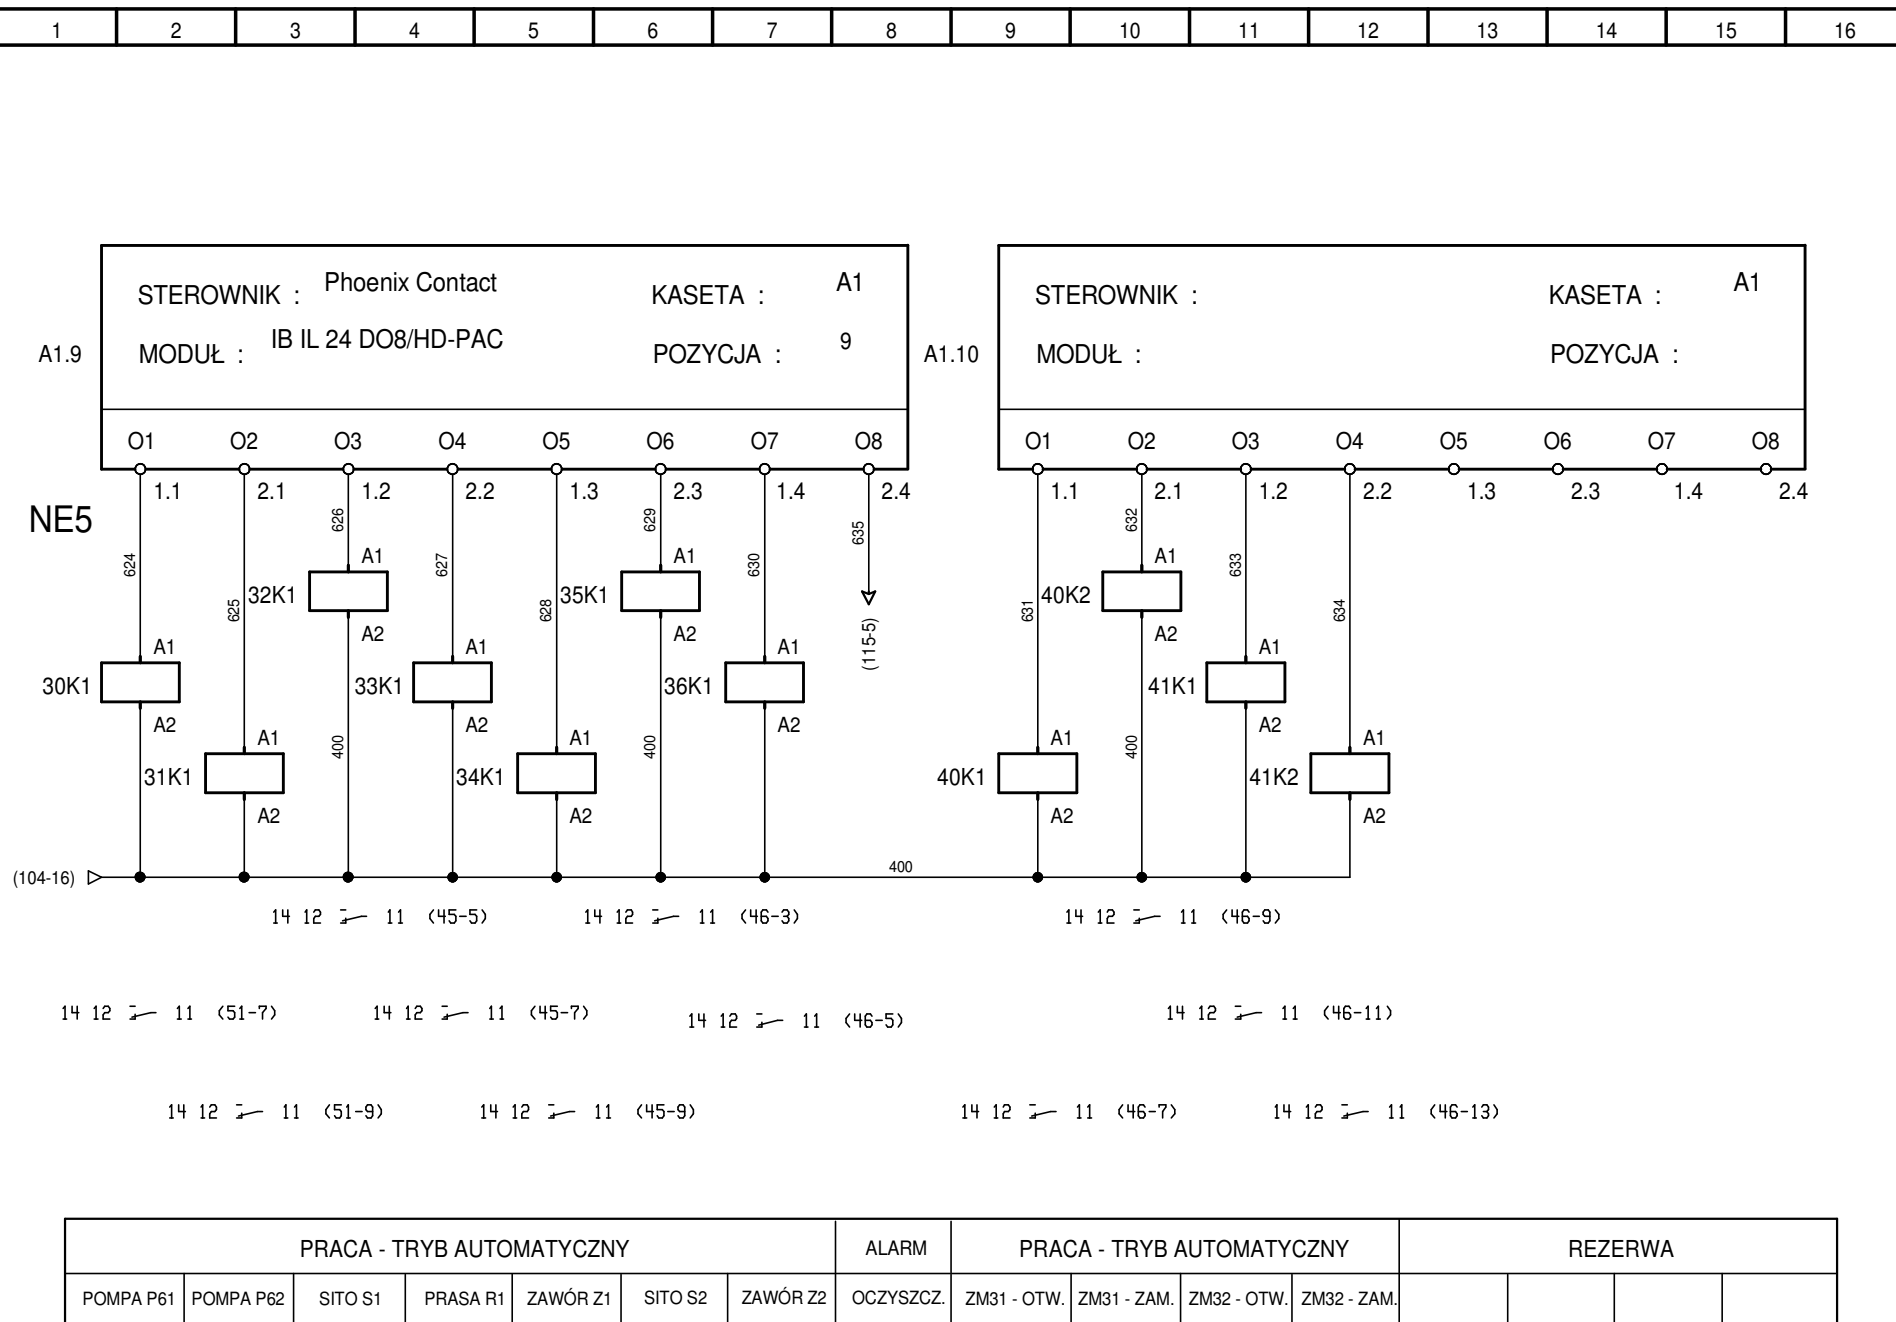 1 2 3 4 5 6 7 8 9 10 11 12 13 14 15 16
STEROWNIK : Phoenix Contact KASETA : A1
A1.9 MODUŁ : IB IL 24 DO8/HD-PAC POZYCJA : 9
STEROWNIK : KASETA : A1
A1.10 MODUŁ : POZYCJA :
O1 O2 O3 O4 O5 O6 O7 O8 O1 O2 O3 O4 O5 O6 O7 O8
1.1 2.1 1.2 2.2 1.3 2.3 1.4 2.4 1.1 2.1 1.2 2.2 1.3 2.3 1.4 2.4
NE5
624 625 626 627 628 629 630 635 631 632 633 634
A1 A1 A1
32K1 35K1 40K2
A2 A2 A2
(115-5)
A1 A1 A1 A1
30K1 33K1 36K1 41K1
A2 A2 A2 A2
400 400 400
A1 A1 A1 A1
31K1 34K1 40K1 41K2
A2 A2 A2 A2
(104-16) 400
14 12 11 (45-5) 14 12 11 (46-3) 14 12 11 (46-9)
14 12 11 (51-7) 14 12 11 (45-7) 14 12 11 (46-5) 14 12 11 (46-11)
14 12 11 (51-9) 14 12 11 (45-9) 14 12 11 (46-7) 14 12 11 (46-13)
PRACA - TRYB AUTOMATYCZNY ALARM PRACA - TRYB AUTOMATYCZNY REZERWA
POMPA P61 POMPA P62 SITO S1 PRASA R1 ZAWÓR Z1 SITO S2 ZAWÓR Z2 OCZYSZCZ. ZM31 - OTW. ZM31 - ZAM. ZM32 - OTW. ZM32 - ZAM.